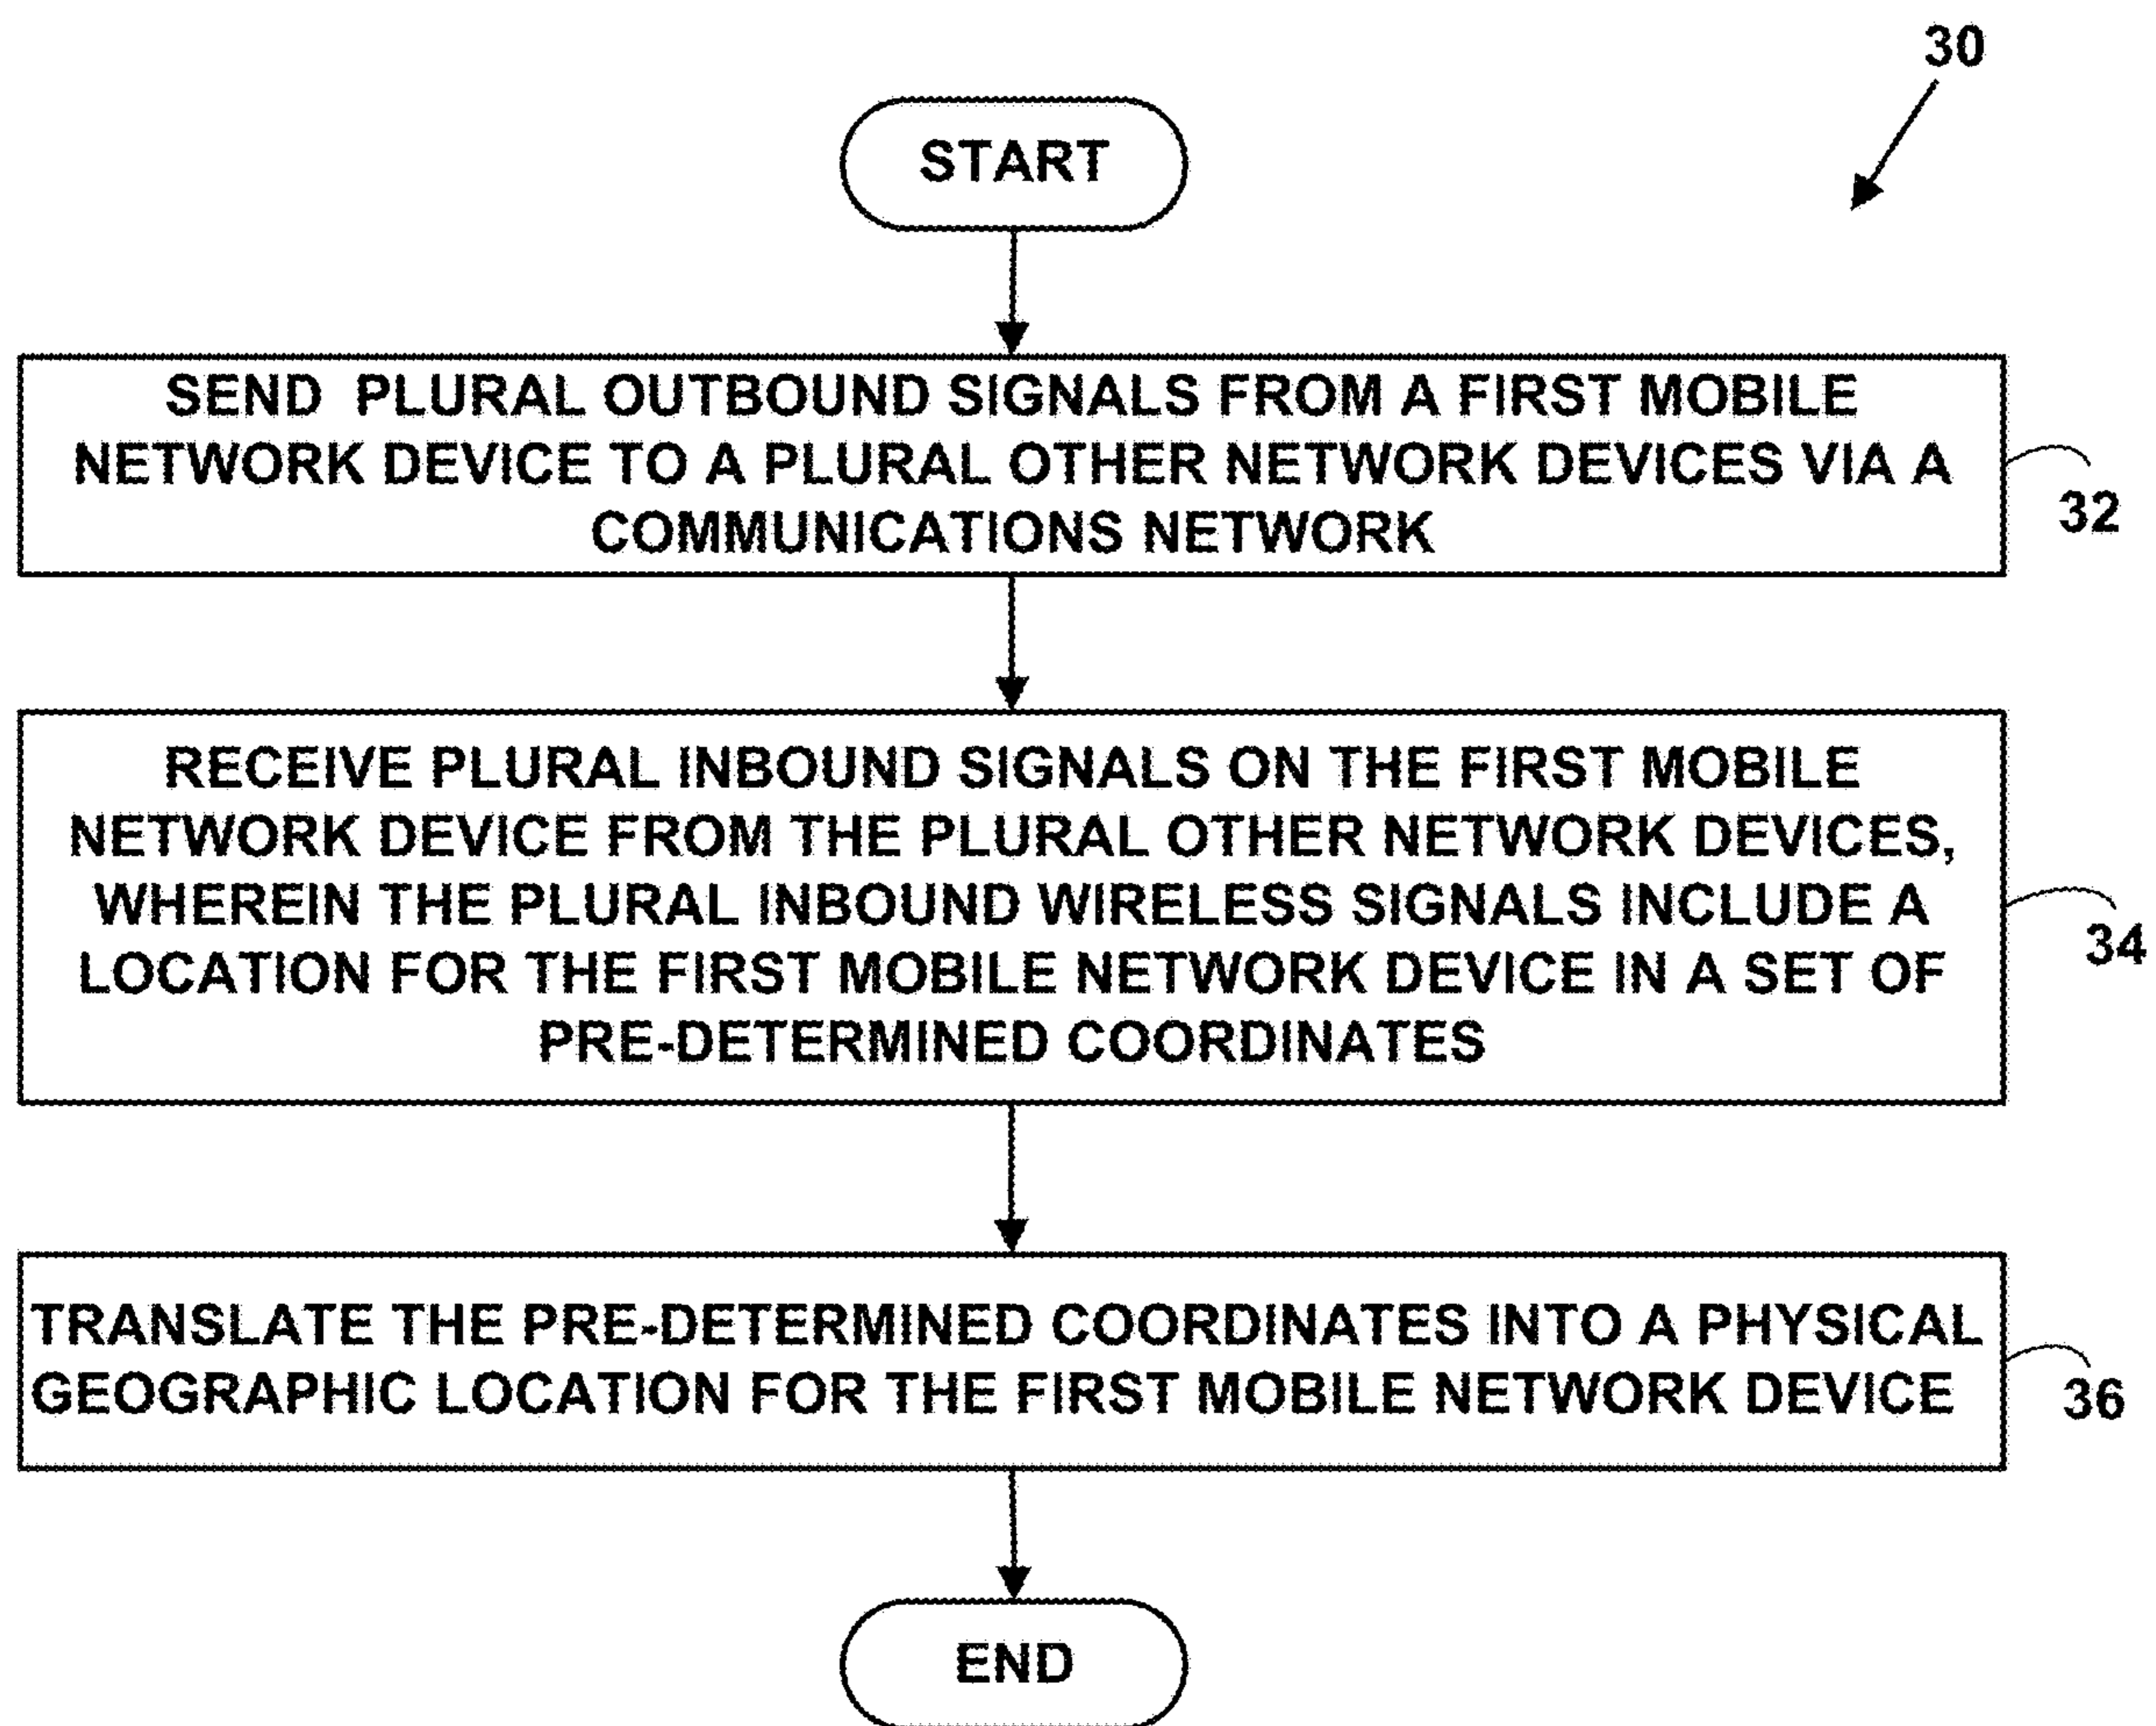 30
START
SEND PLURAL OUTBOUND SIGNALS FROM A FIRST MOBILE
NETWORK DEVICE TO A PLURAL OTHER NETWORK DEVICES VIA A
COMMUNICATIONS NETWORK
32
RECEIVE PLURAL INBOUND SIGNALS ON THE FIRST MOBILE
NETWORK DEVICE FROM THE PLURAL OTHER NETWORK DEVICES,
WHEREIN THE PLURAL INBOUND WIRELESS SIGNALS INCLUDE A
LOCATION FOR THE FIRST MOBILE NETWORK DEVICE IN A SET OF
PRE-DETERMINED COORDINATES
34
TRANSLATE THE PRE-DETERMINED COORDINATES INTO A PHYSICAL
GEOGRAPHIC LOCATION FOR THE FIRST MOBILE NETWORK DEVICE
36
END